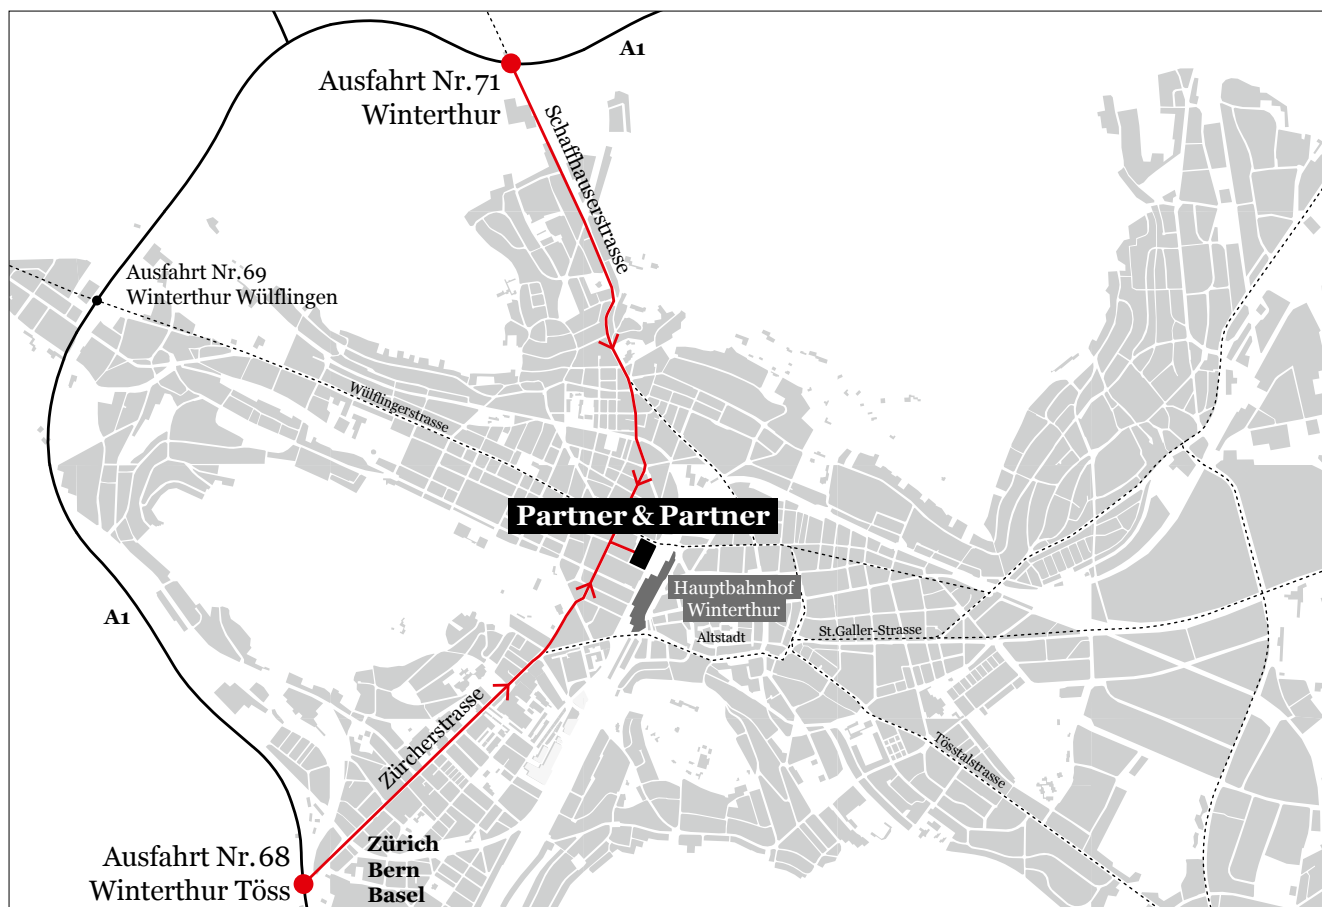 A1
Ausfahrt Nr. 71
Winterthur
Schaffhauserstrasse
Ausfahrt Nr. 69
Winterthur Wülflingen
Wülflingerstrasse
Partner & Partner
Hauptbahnhof
Winterthur
A1
Altstadt
St.Galler-Strasse
Zürcherstrasse
Tösstalstrasse
Ausfahrt Nr. 68
Winterthur Töss
Zürich
Bern
Basel